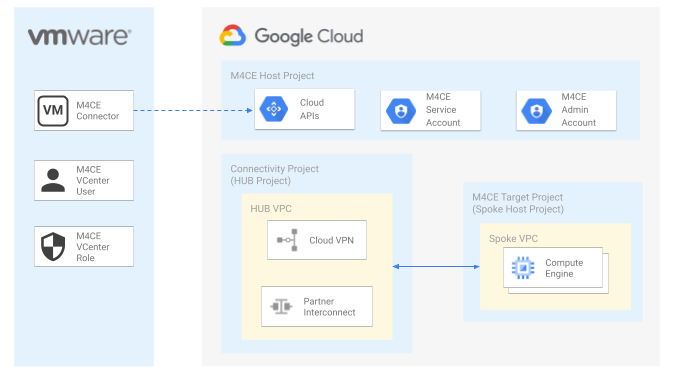 vmware®
Google Cloud
M4CE Host Project
VM
M4CE
Connector
Cloud
APIs
M4CE
Service
Account
M4CE
Admin
Account
M4CE
VCenter
User
M4CE
VCenter
Role
Connectivity Project
(HUB Project)
HUB VPC
Cloud VPN
Partner
Interconnect
M4CE Target Project
(Spoke Host Project)
Spoke VPC
Compute
Engine